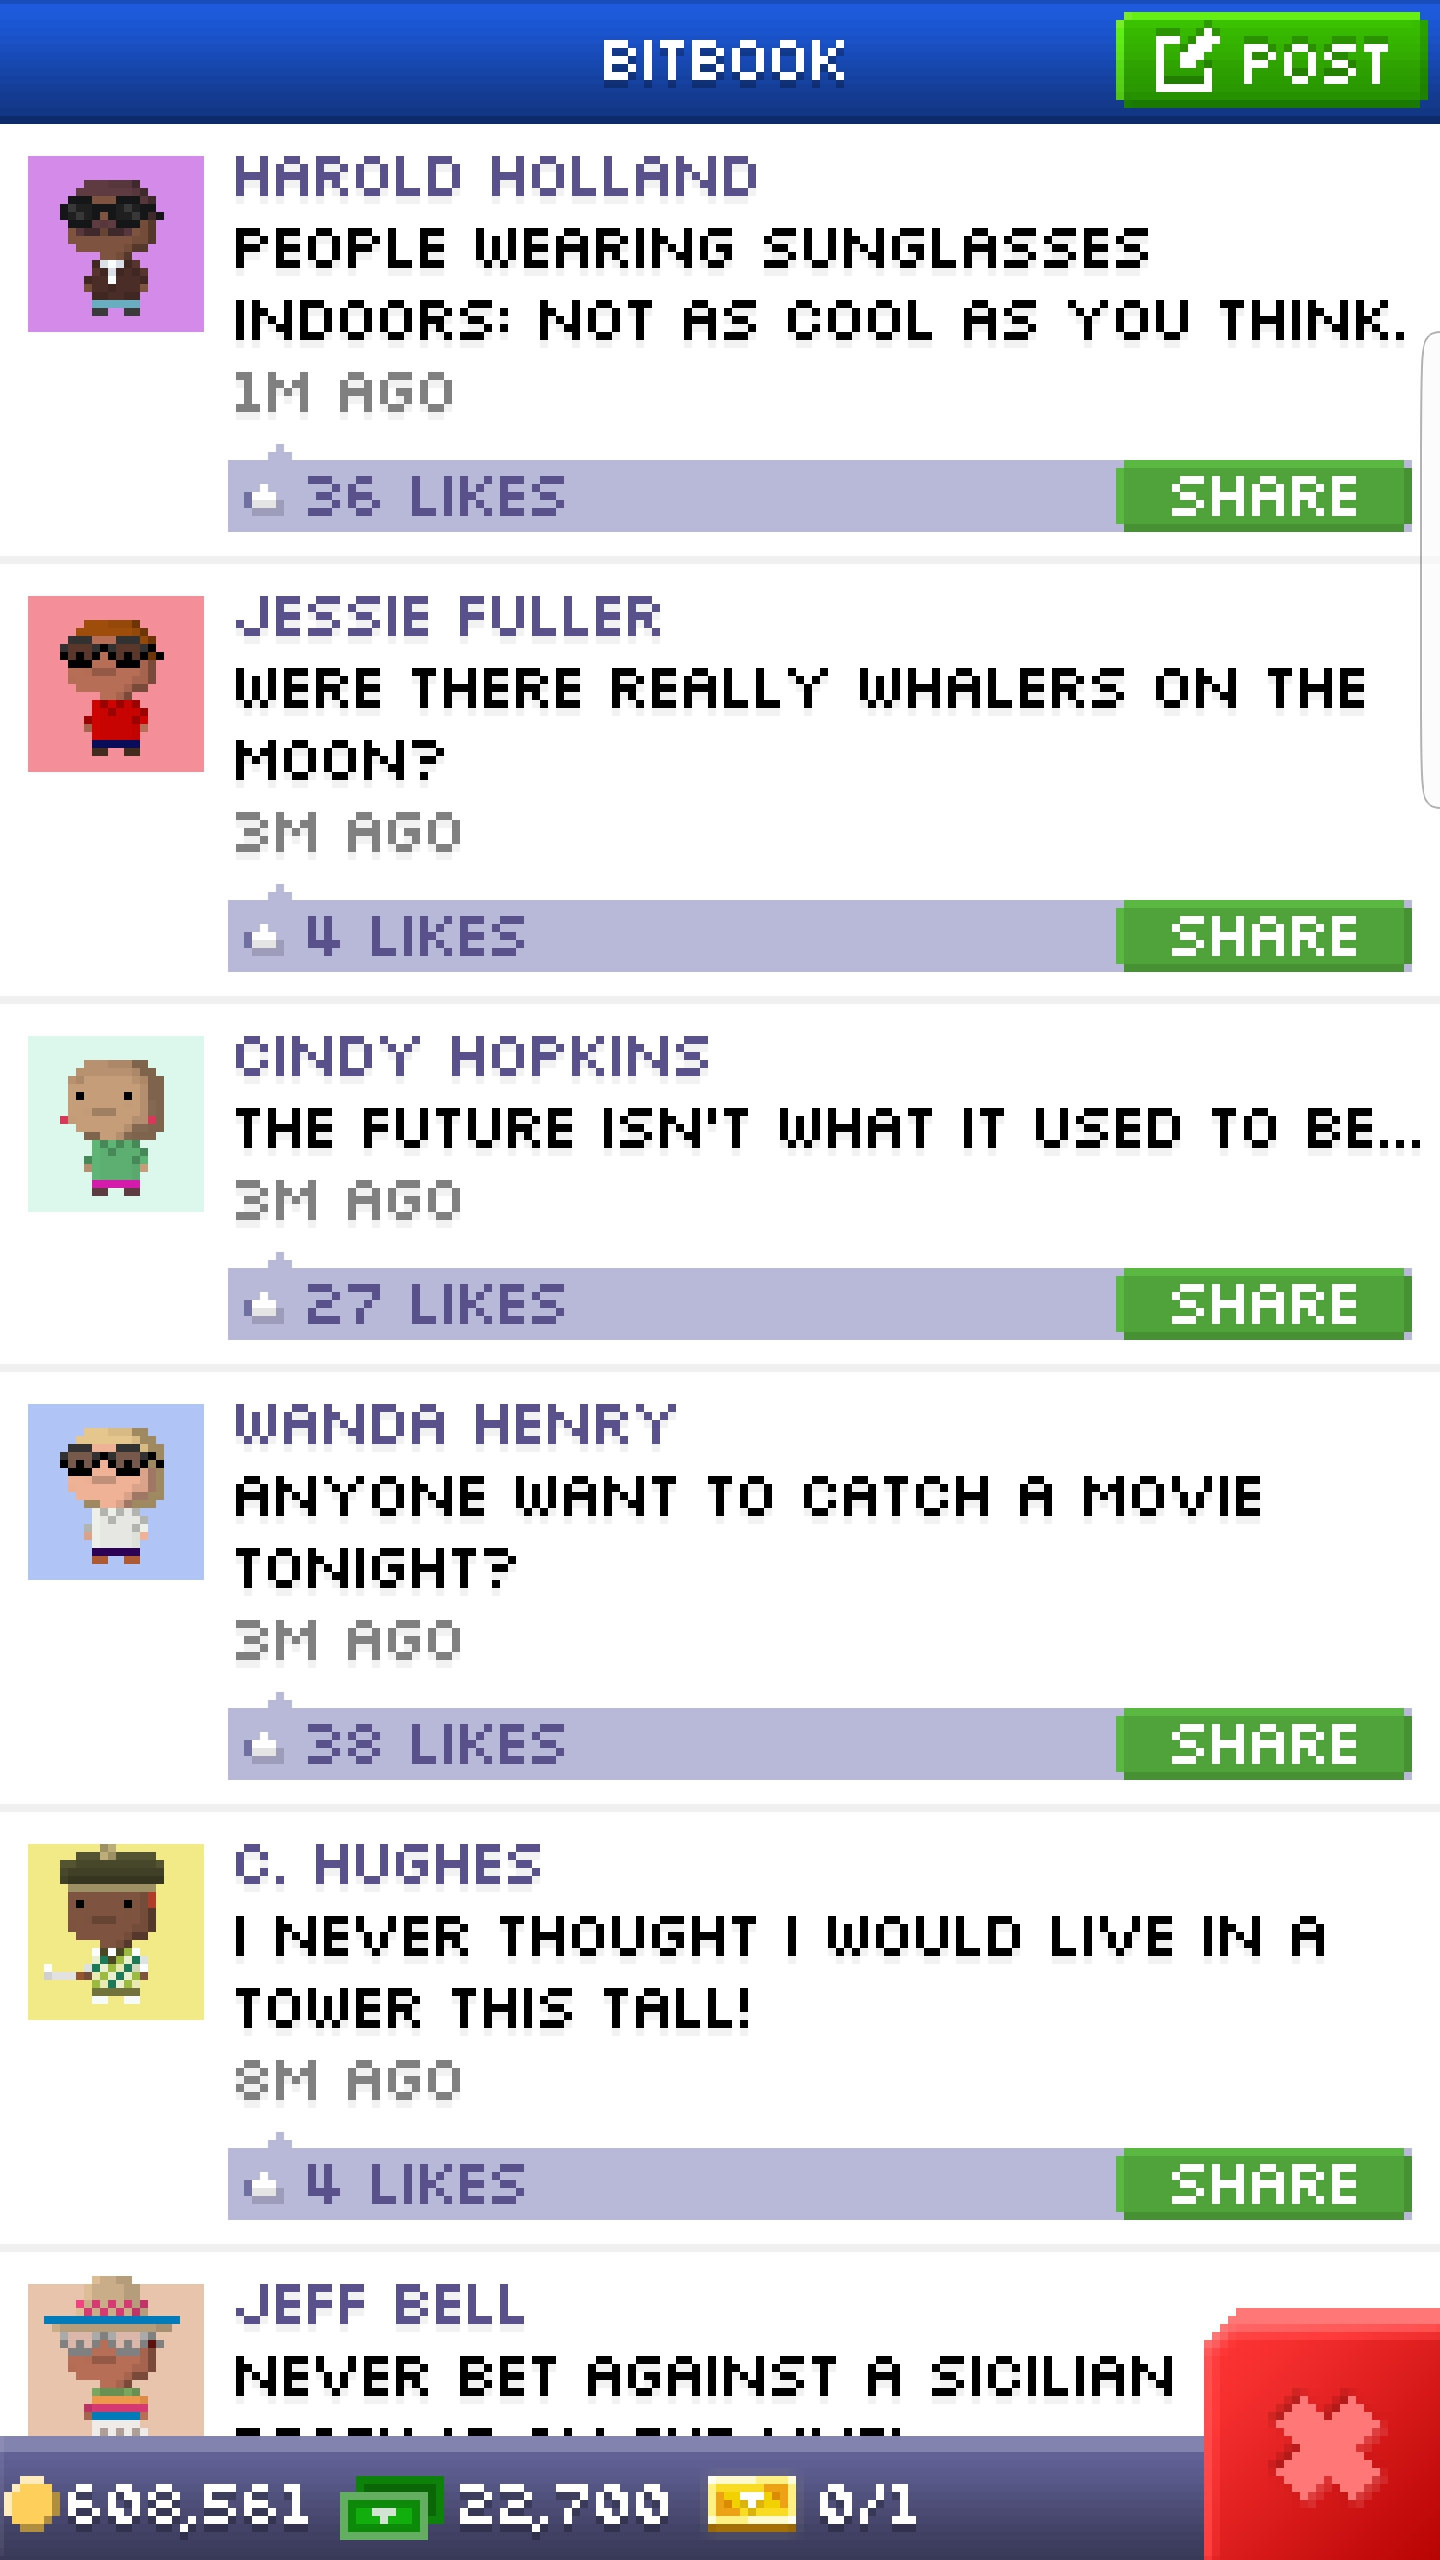 BITBOOK
POST
HAROLD HOLLAND
PEOPLE WEARING SUNGLASSES
INDOORS: NOT AS COOL AS YOU THINK.
1M AGO
36 LIKES
SHARE
JESSIE FULLER
WERE THERE REALLY WHALERS ON THE
MOON?
3M AGO
4 LIKES
SHARE
CINDY HOPKINS
THE FUTURE ISN'T WHAT IT USED TO BE...
3M AGO
27 LIKES
SHARE
WANDA HENRY
ANYONE WANT TO CATCH A MOVIE
TONIGHT?
3M AGO
38 LIKES
SHARE
C. HUGHES
I NEVER THOUGHT I WOULD LIVE IN A
TOWER THIS TALL!
8M AGO
4 LIKES
SHARE
JEFF BELL
NEVER BET AGAINST A SICILIAN
608,561
22,700
0/1